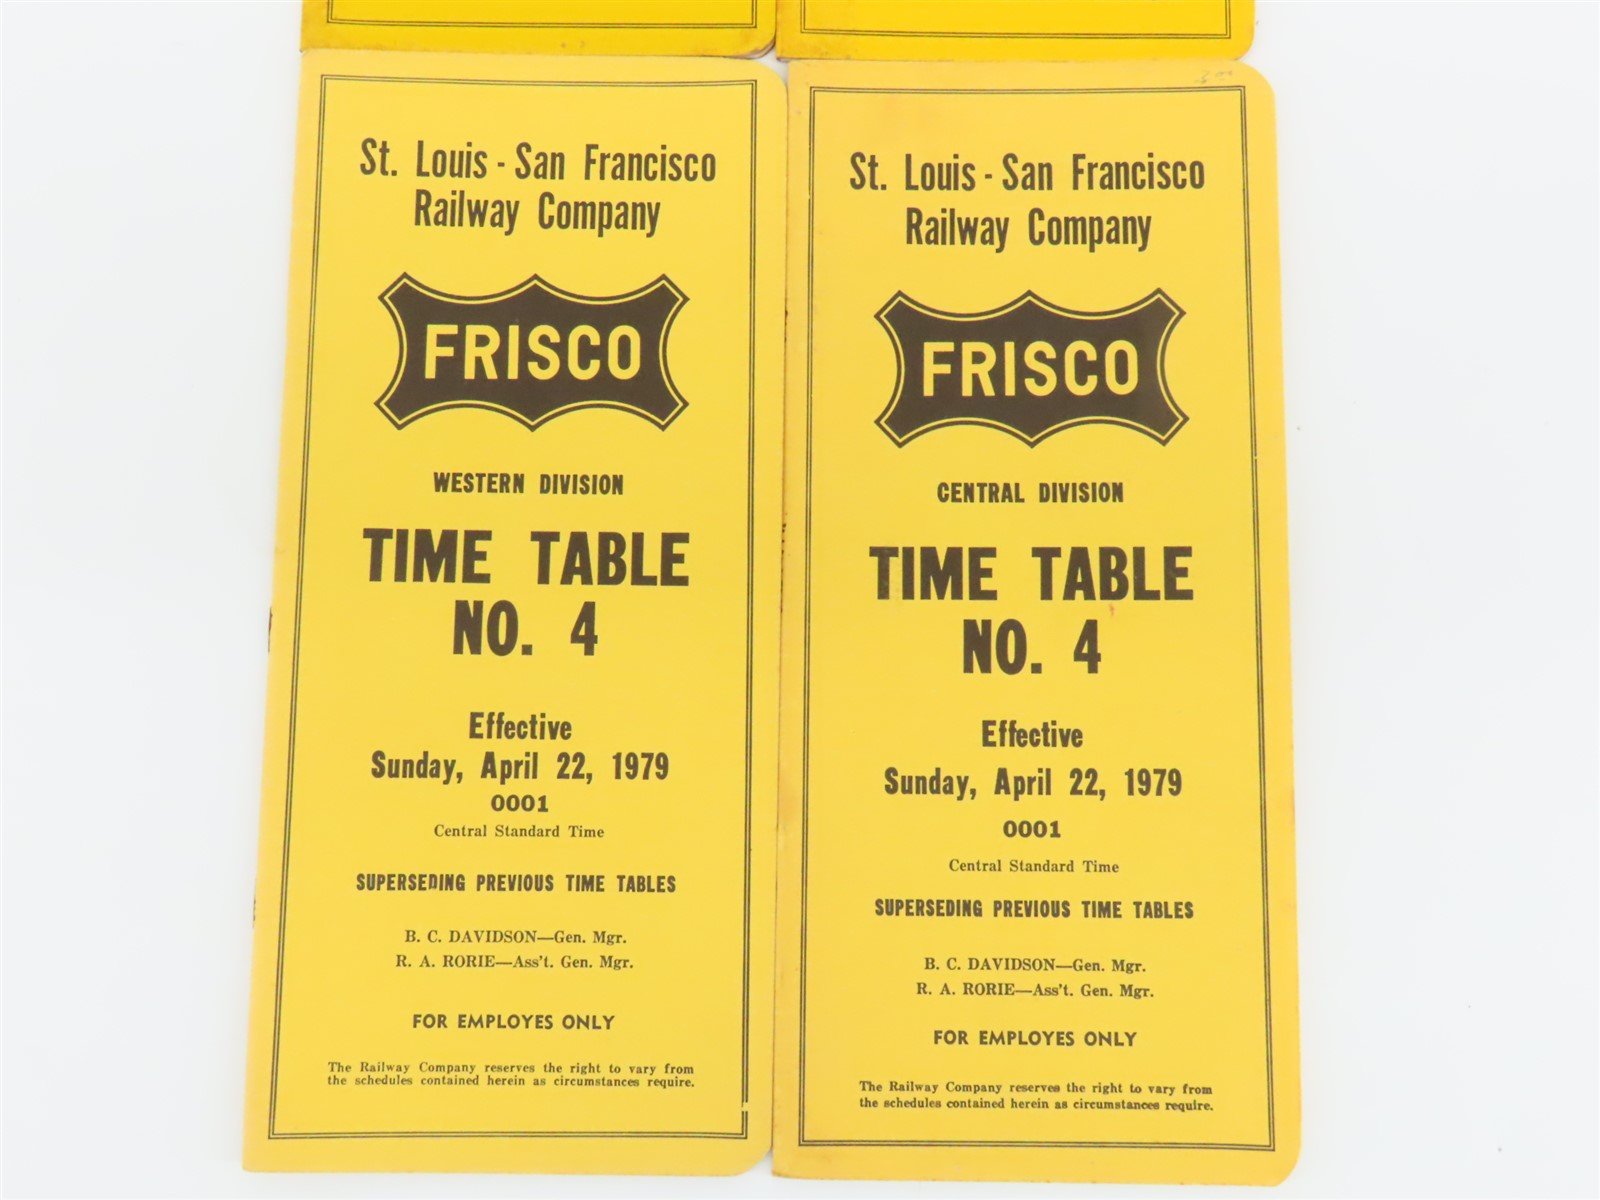 St. Louis - San Francisco
Railway Company
FRISCO
WESTERN DIVISION
TIME TABLE
NO. 4
Effective
Sunday, April 22, 1979
0001
Central Standard Time
SUPERSEDING PREVIOUS TIME TABLES
B. C. DAVIDSON—Gen. Mgr.
R. A. RORIE—Ass't. Gen. Mgr.
FOR EMPLOYES ONLY
The Railway Company reserves the right to vary from
the schedules contained herein as circumstances require.
St. Louis - San Francisco
Railway Company
FRISCO
CENTRAL DIVISION
TIME TABLE
NO. 4
Effective
Sunday, April 22, 1979
0001
Central Standard Time
SUPERSEDING PREVIOUS TIME TABLES
B. C. DAVIDSON—Gen. Mgr.
R. A. RORIE—Ass't. Gen. Mgr.
FOR EMPLOYES ONLY
The Railway Company reserves the right to vary from
the schedules contained herein as circumstances require.